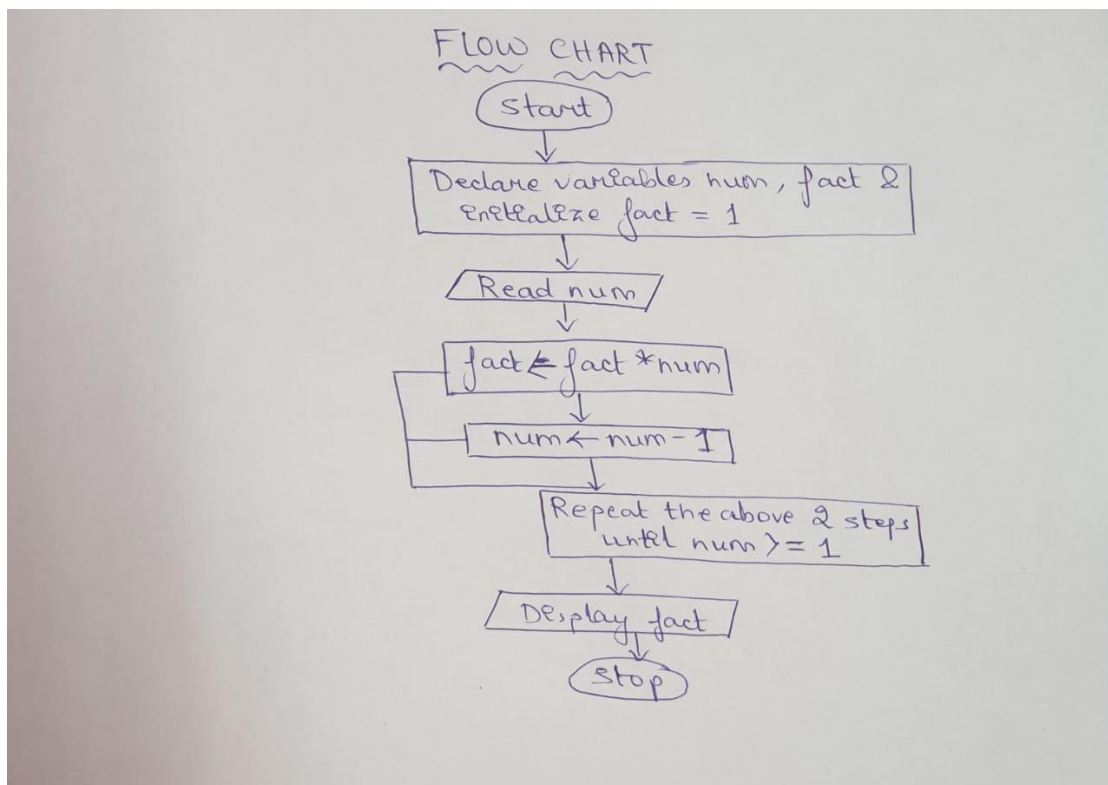 FLOW CHART
Start
Declare variables num, fact &
initialize fact = 1
Read num
fact ← fact * num
num ← num - 1
Repeat the above 2 steps
until num >= 1
Display fact
Stop